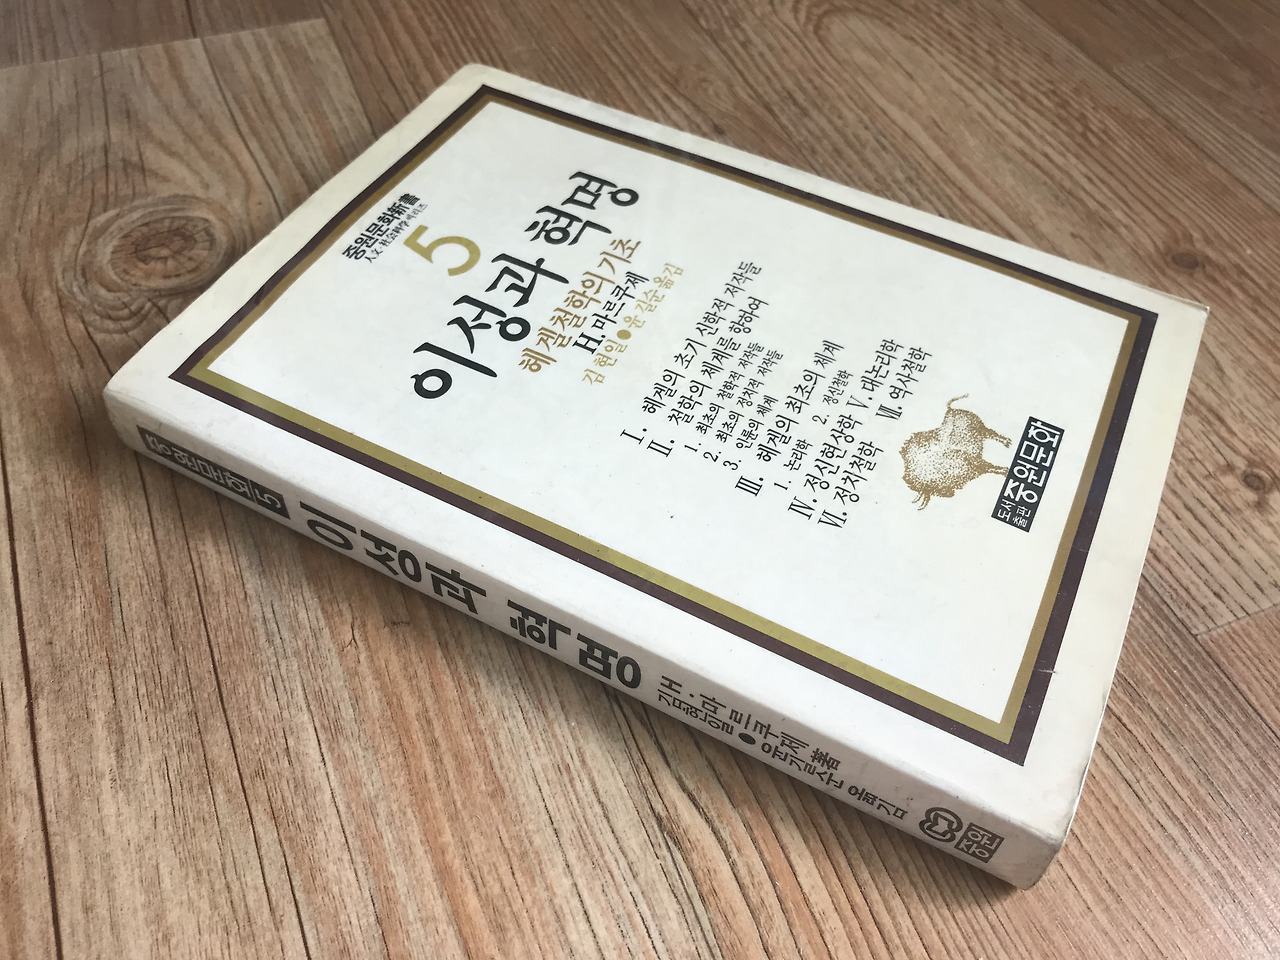 중원문화新書
人文·社会科学시리즈
5
이성과 혁명
헤겔철학의 기초
H.마르쿠제
김현일●윤길순 옮김
Ⅰ. 헤겔의 초기 신학적 저작들
Ⅱ. 철학의 체계를 향하여
1. 최초의 철학적 저작들
2. 최초의 정치적 저작들
3. 인륜의 체계
Ⅲ. 헤겔의 최초의 체계
1. 논리학 2. 정신철학
Ⅳ. 정신현상학 Ⅴ. 대논리학
Ⅵ. 정치철학 Ⅶ. 역사철학
도서출판 중원문화
중원문화 5 이성과 혁명 H.마르쿠제 著
김현일●윤길순 옮김
중원